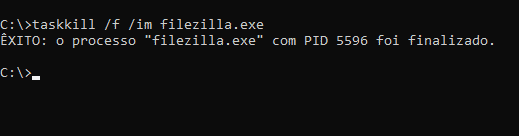 C:\>taskkill /f /im filezilla.exe
ÊXITO: o processo "filezilla.exe" com PID 5596 foi finalizado.
C:\>